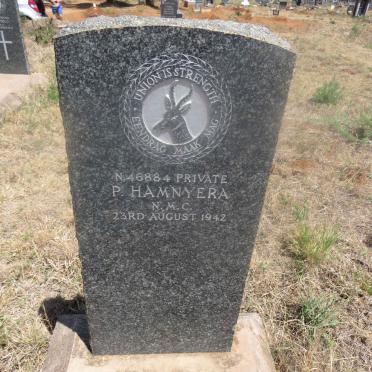 UNION IS STRENGTH
EENDRAG MAAK MAG
N.46884 PRIVATE
P. HAMNYERA
N.M.C.
23RD AUGUST 1942